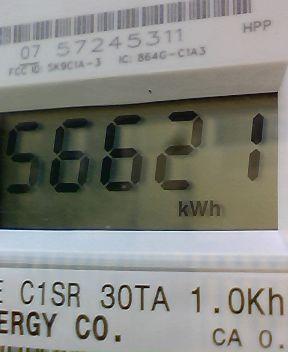 HPP
07 57245311
FCC ID: SK9C1A-3 IC: 864G-C1A3
56621
kWh
E C1SR 30TA 1.0Kh
ERGY CO.
CA 0.